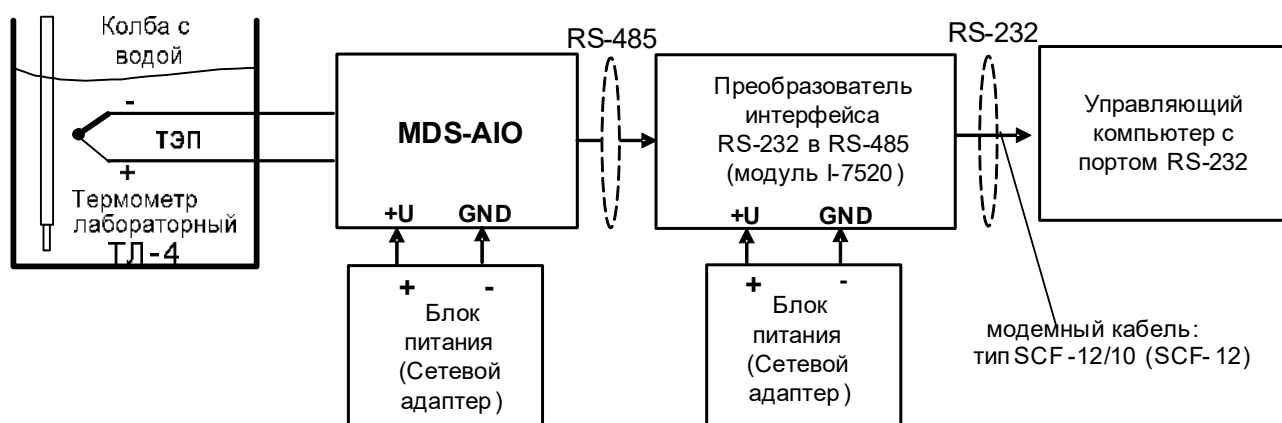 Колба с
водой
-
ТЭП
+
Термометр
лабораторный
ТЛ-4
MDS-AIO
+U GND
+ -
Блок
питания
(Сетевой
адаптер)
RS-485
Преобразователь
интерфейса
RS-232 в RS-485
(модуль I-7520)
+U GND
+ -
Блок
питания
(Сетевой
адаптер)
RS-232
Управляющий
компьютер с
портом RS-232
модемный кабель:
тип SCF-12/10 (SCF-12)